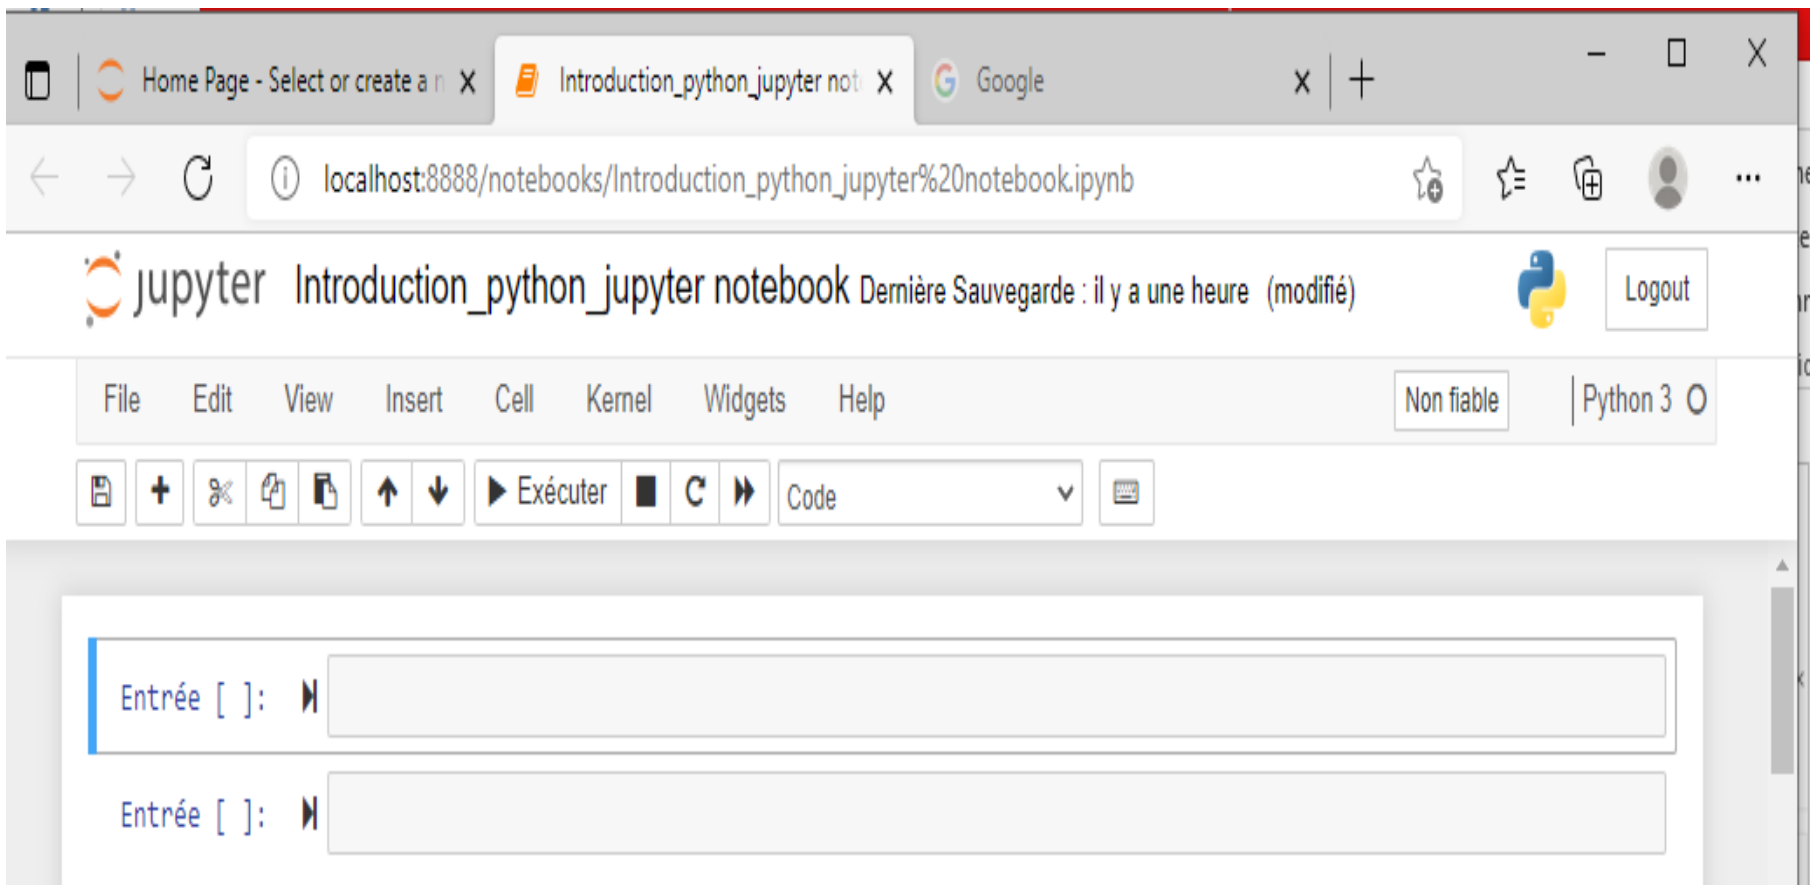 Home Page - Select or create a n
Introduction_python_jupyter not
Google
localhost:8888/notebooks/Introduction_python_jupyter%20notebook.ipynb
jupyter Introduction_python_jupyter notebook Dernière Sauvegarde : il y a une heure (modifié)
Logout
File Edit View Insert Cell Kernel Widgets Help
Non fiable
Python 3
Exécuter
Code
Entrée [ ]:
Entrée [ ]: